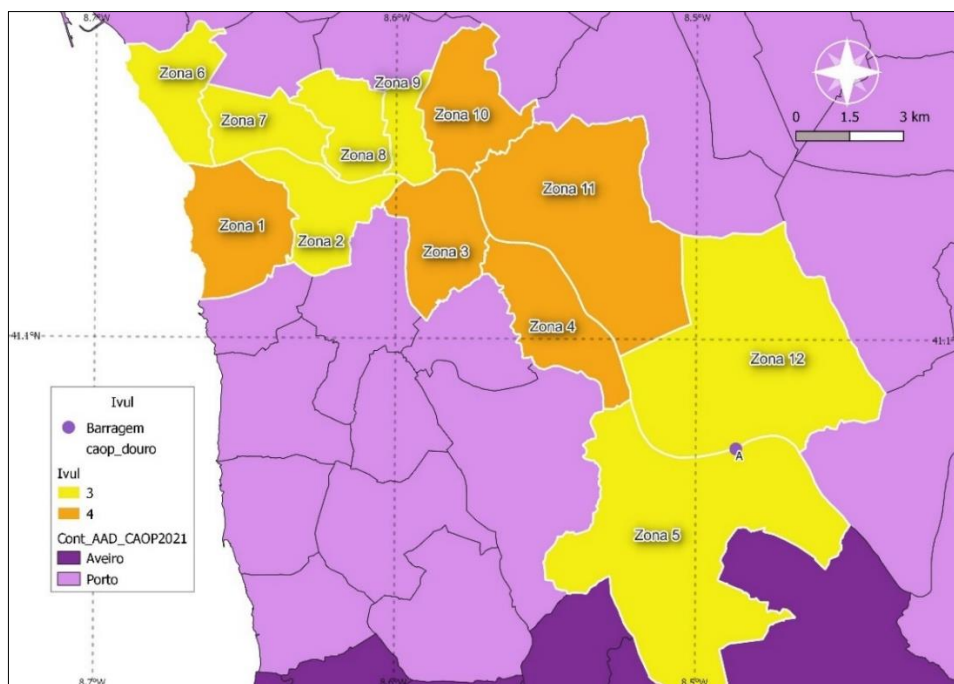 8.7°W
8.6°W
8.5°W
Zona 6
Zona 9
Zona 7
Zona 10
Zona 8
0 1.5 3 km
Zona 11
Zona 1
Zona 2
Zona 3
Zona 4
41.1°N
41.1°
Zona 12
Ivul
Barragem
caop_douro
Ivul
3
4
Cont_AAD_CAOP2021
Aveiro
Porto
A
Zona 5
8.7°
8.6°
8.5°